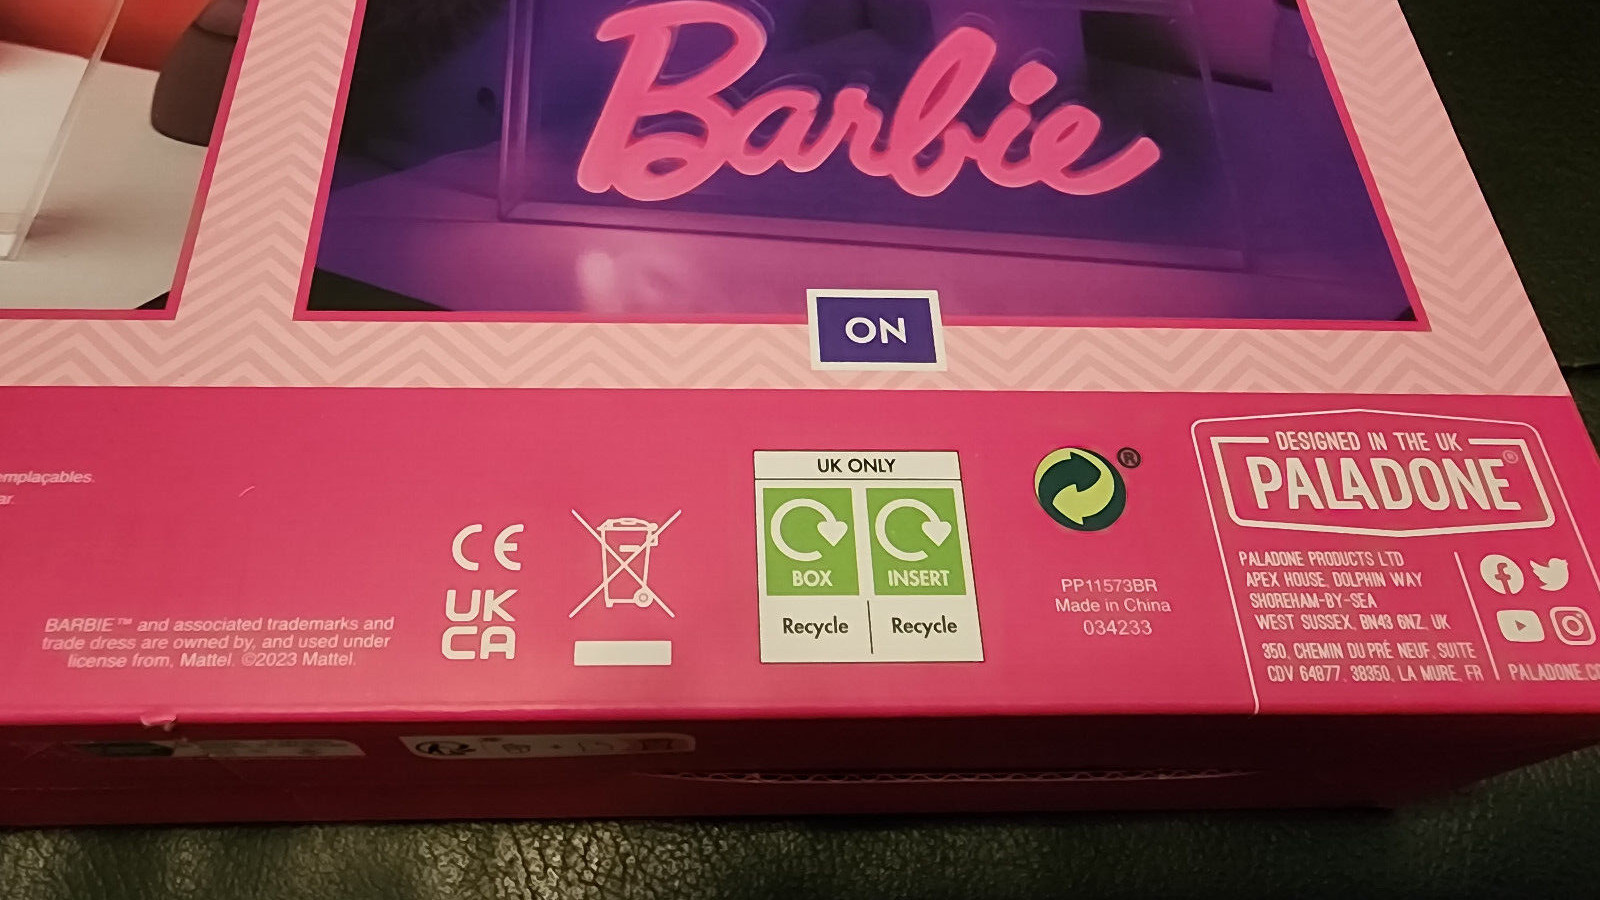 Barbie
ON
emplaçables.
ar.
BARBIE™ and associated trademarks and
trade dress are owned by, and used under
license from, Mattel. ©2023 Mattel.
CE
UK
CA
UK ONLY
BOX
INSERT
Recycle
Recycle
®
PP11573BR
Made in China
034233
DESIGNED IN THE UK
PALADONE®
PALADONE PRODUCTS LTD
APEX HOUSE, DOLPHIN WAY
SHOREHAM-BY-SEA
WEST SUSSEX, BN43 6NZ, UK
350, CHEMIN DU PRÉ NEUF, SUITE
CDV 64877, 38350, LA MURE, FR
PALADONE.CO